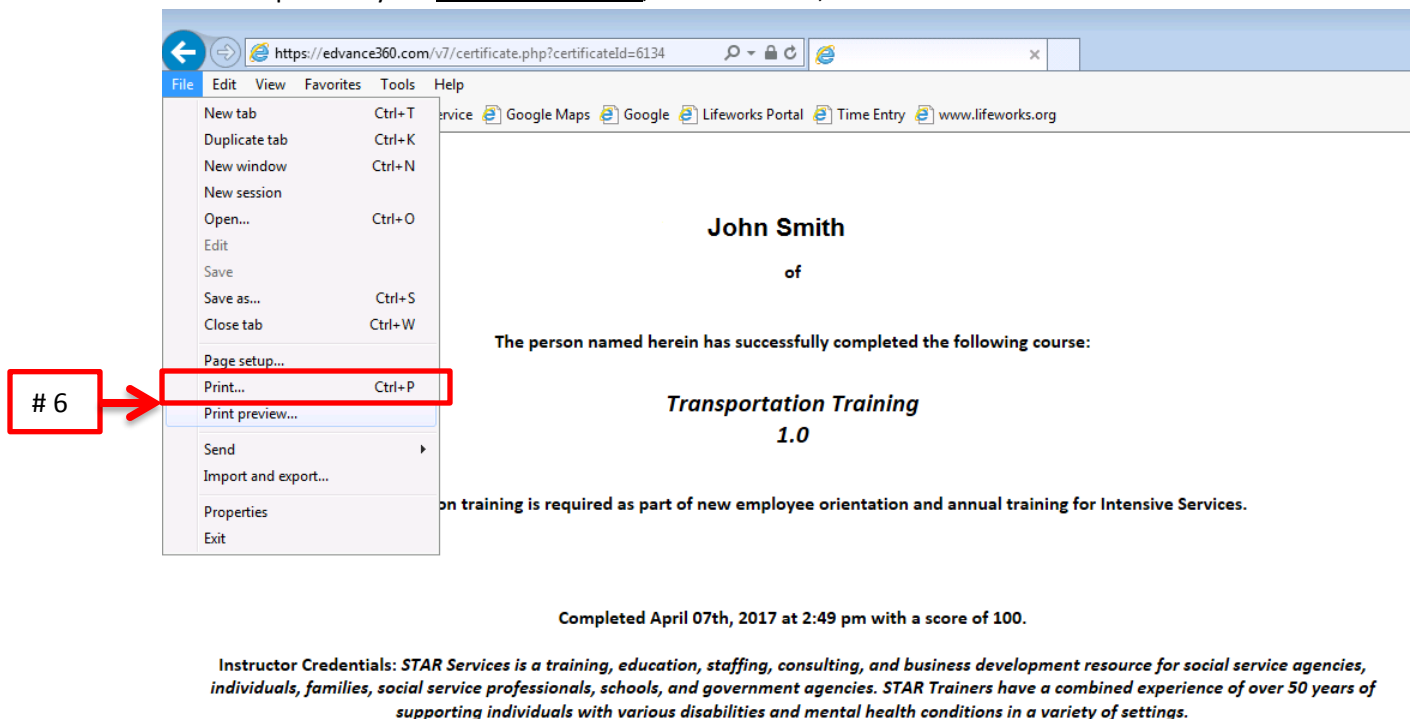 https://edvance360.com/v7/certificate.php?certificateId=6134
File Edit View Favorites Tools Help
Google Maps Google Lifeworks Portal Time Entry www.lifeworks.org
New tab Ctrl+T
Duplicate tab Ctrl+K
New window Ctrl+N
New session
Open... Ctrl+O
Edit
Save
Save as... Ctrl+S
Close tab Ctrl+W
Page setup...
Print... Ctrl+P
Print preview...
Send
Import and export...
Properties
Exit
# 6
John Smith
of
The person named herein has successfully completed the following course:
Transportation Training
1.0
on training is required as part of new employee orientation and annual training for Intensive Services.
Completed April 07th, 2017 at 2:49 pm with a score of 100.
Instructor Credentials: STAR Services is a training, education, staffing, consulting, and business development resource for social service agencies,
individuals, families, social service professionals, schools, and government agencies. STAR Trainers have a combined experience of over 50 years of
supporting individuals with various disabilities and mental health conditions in a variety of settings.